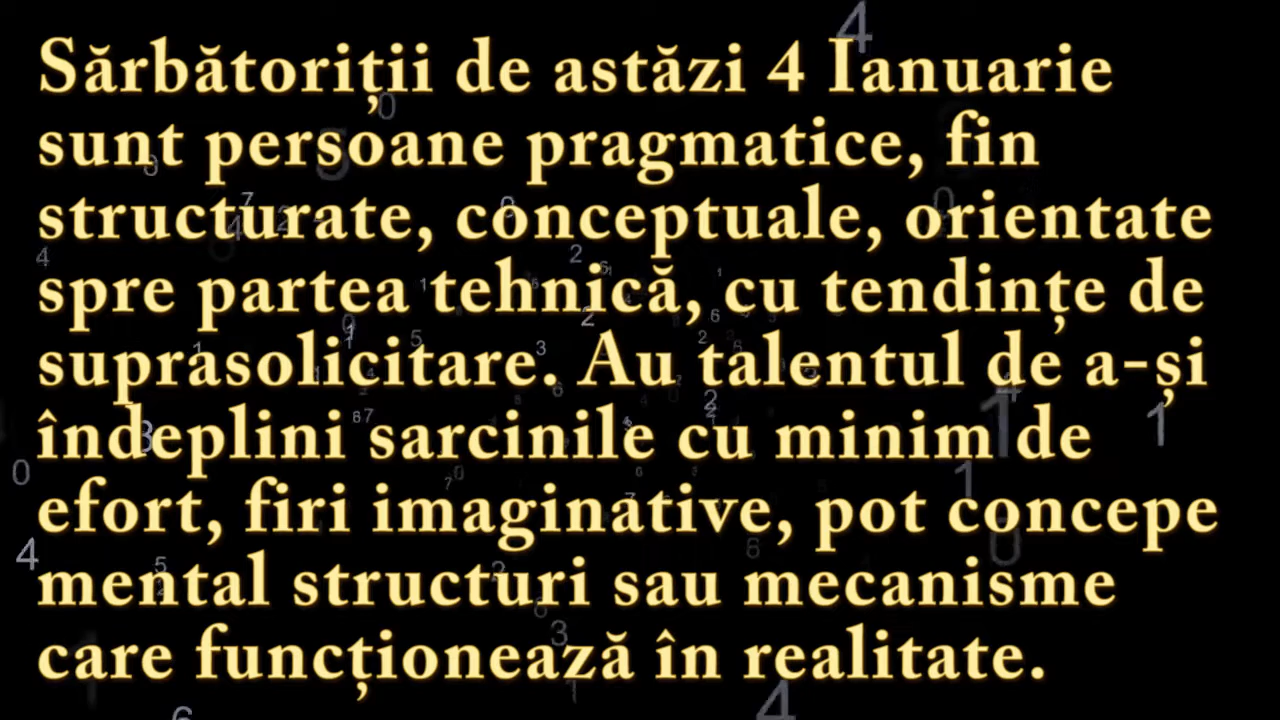 Sărbătoriții de astăzi 4 Ianuarie
sunt persoane pragmatice, fin
structurate, conceptuale, orientate
spre partea tehnică, cu tendințe de
suprasolicitare. Au talentul de a-și
îndeplini sarcinile cu minim de
efort, firi imaginative, pot concepe
mental structuri sau mecanisme
care funcționează în realitate.